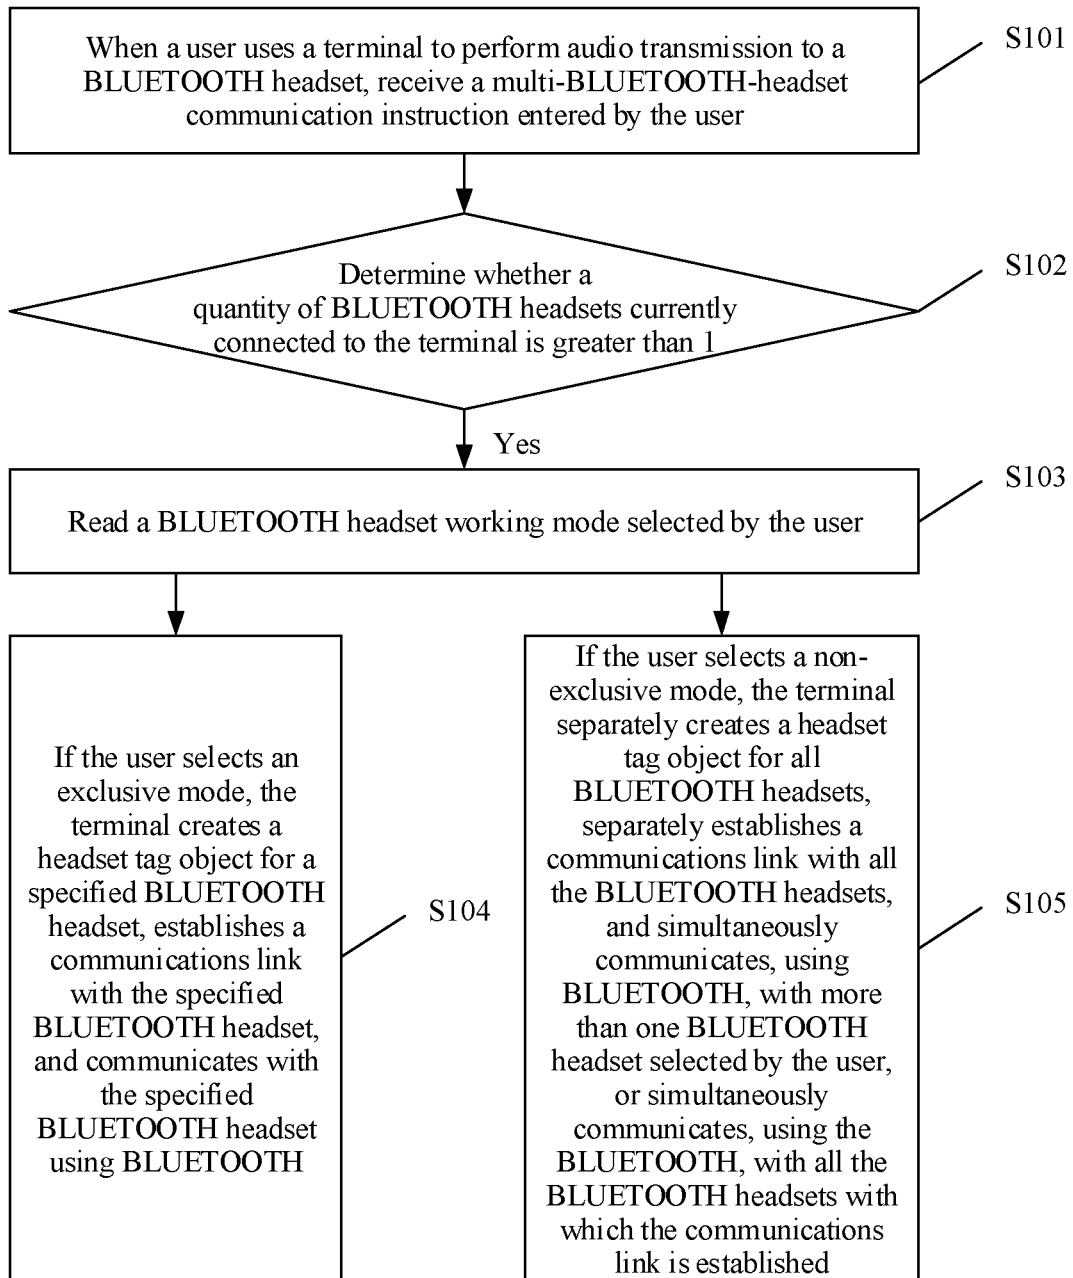 When a user uses a terminal to perform audio transmission to a
BLUETOOTH headset, receive a multi-BLUETOOTH-headset
communication instruction entered by the user
S101
Determine whether a
quantity of BLUETOOTH headsets currently
connected to the terminal is greater than 1
S102
Yes
Read a BLUETOOTH headset working mode selected by the user
S103
If the user selects an
exclusive mode, the
terminal creates a
headset tag object for a
specified BLUETOOTH
headset, establishes a
communications link
with the specified
BLUETOOTH headset,
and communicates with
the specified
BLUETOOTH headset
using BLUETOOTH
S104
If the user selects a non-
exclusive mode, the terminal
separately creates a headset
tag object for all
BLUETOOTH headsets,
separately establishes a
communications link with all
the BLUETOOTH headsets,
and simultaneously
communicates, using
BLUETOOTH, with more
than one BLUETOOTH
headset selected by the user,
or simultaneously
communicates, using the
BLUETOOTH, with all the
BLUETOOTH headsets with
which the communications
link is established
S105